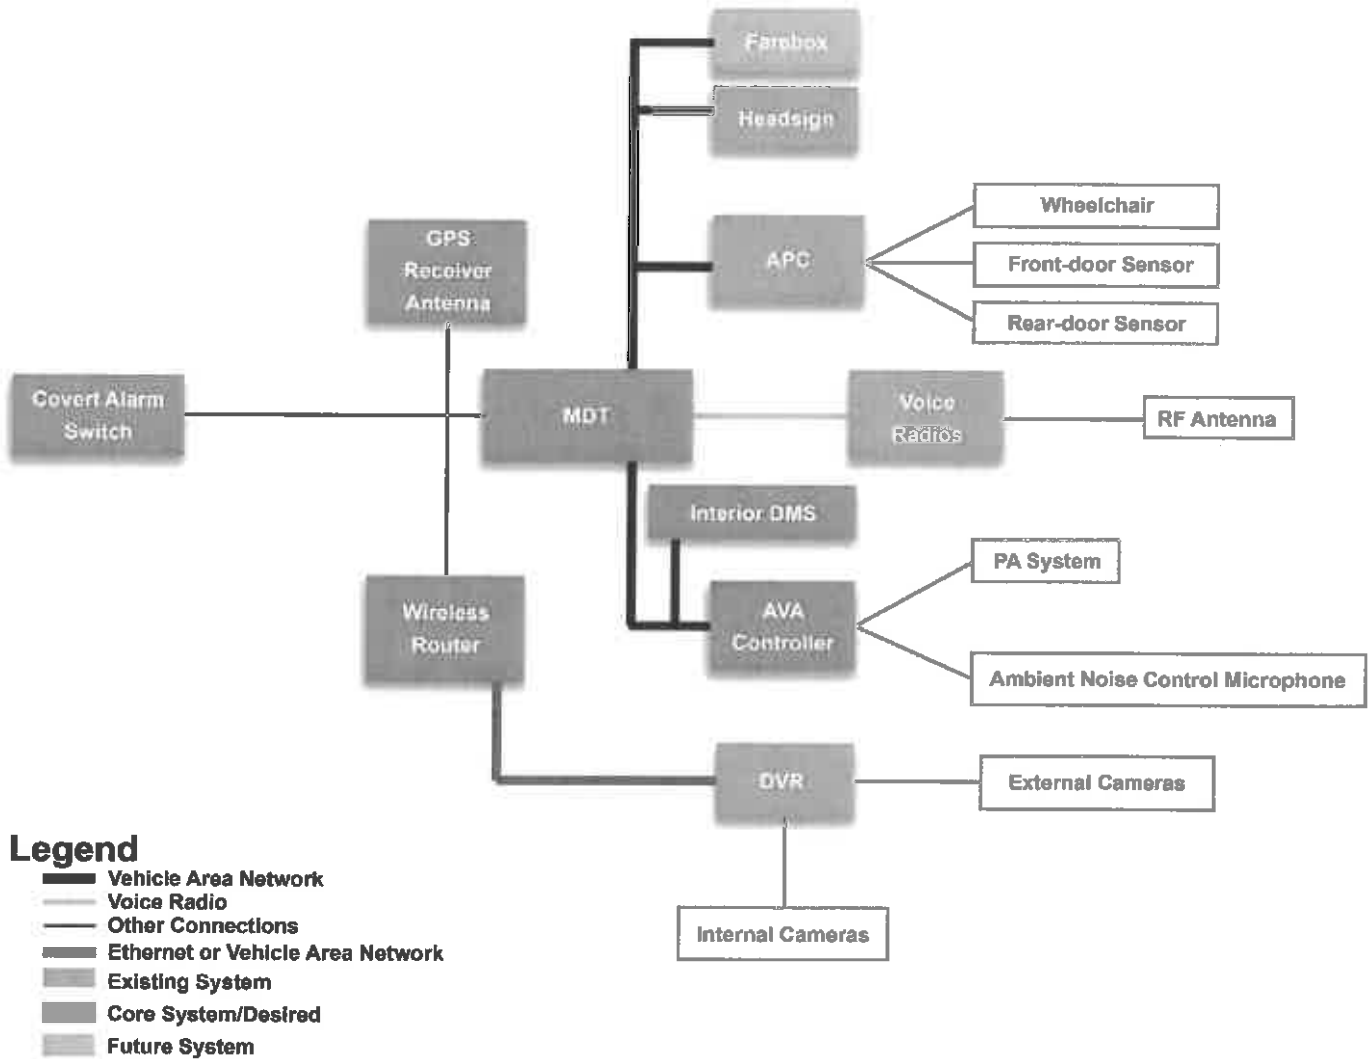 Farebox
Headsign
GPS
Receiver
Antenna
APC
Wheelchair
Front-door Sensor
Rear-door Sensor
Covert Alarm
Switch
MDT
Voice
Radios
RF Antenna
Interior DMS
PA System
Wireless
Router
AVA
Controller
Ambient Noise Control Microphone
DVR
External Cameras
Internal Cameras
Legend
Vehicle Area Network
Voice Radio
Other Connections
Ethernet or Vehicle Area Network
Existing System
Core System/Desired
Future System